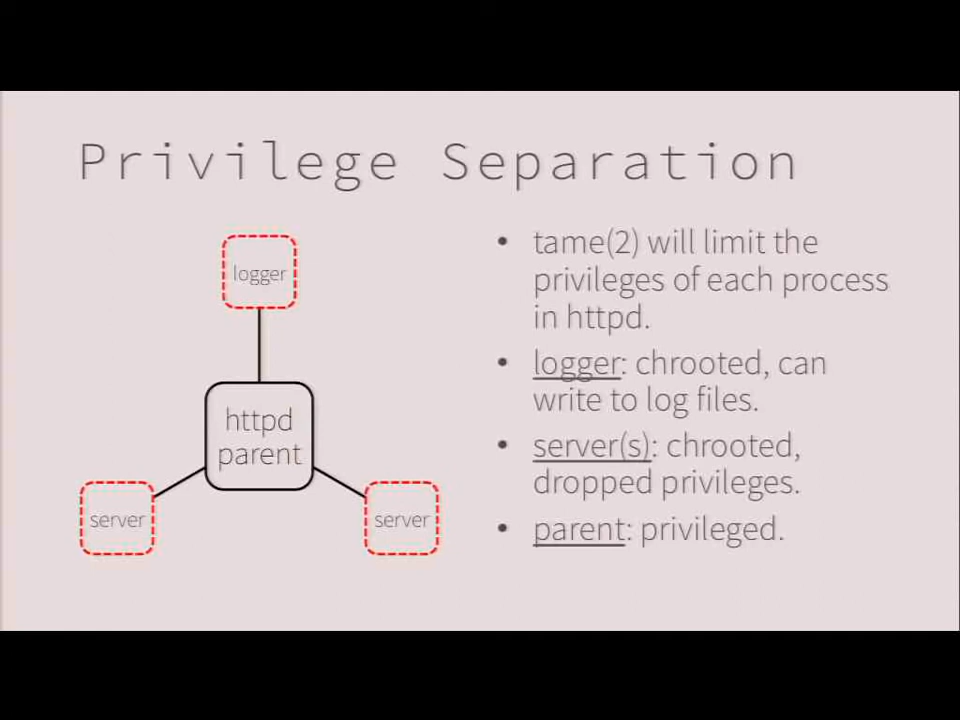 Privilege Separation
logger
httpd
parent
server
server
• tame(2) will limit the
privileges of each process
in httpd.
• logger: chrooted, can
write to log files.
• server(s): chrooted,
dropped privileges.
• parent: privileged.